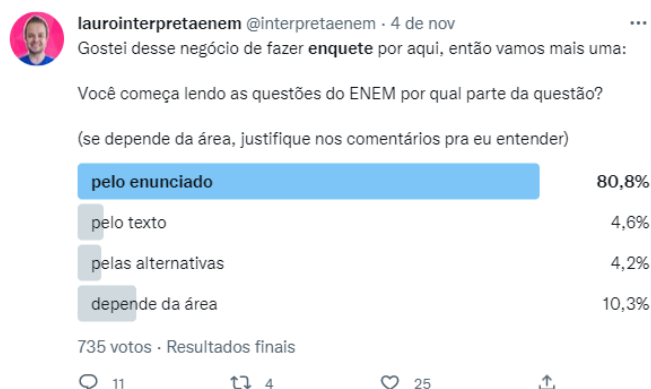 laurointerpretaenem @interpretaenem · 4 de nov
Gostei desse negócio de fazer enquete por aqui, então vamos mais uma:
Você começa lendo as questões do ENEM por qual parte da questão?
(se depende da área, justifique nos comentários pra eu entender)
pelo enunciado 80,8%
pelo texto 4,6%
pelas alternativas 4,2%
depende da área 10,3%
735 votos · Resultados finais
11 4 25